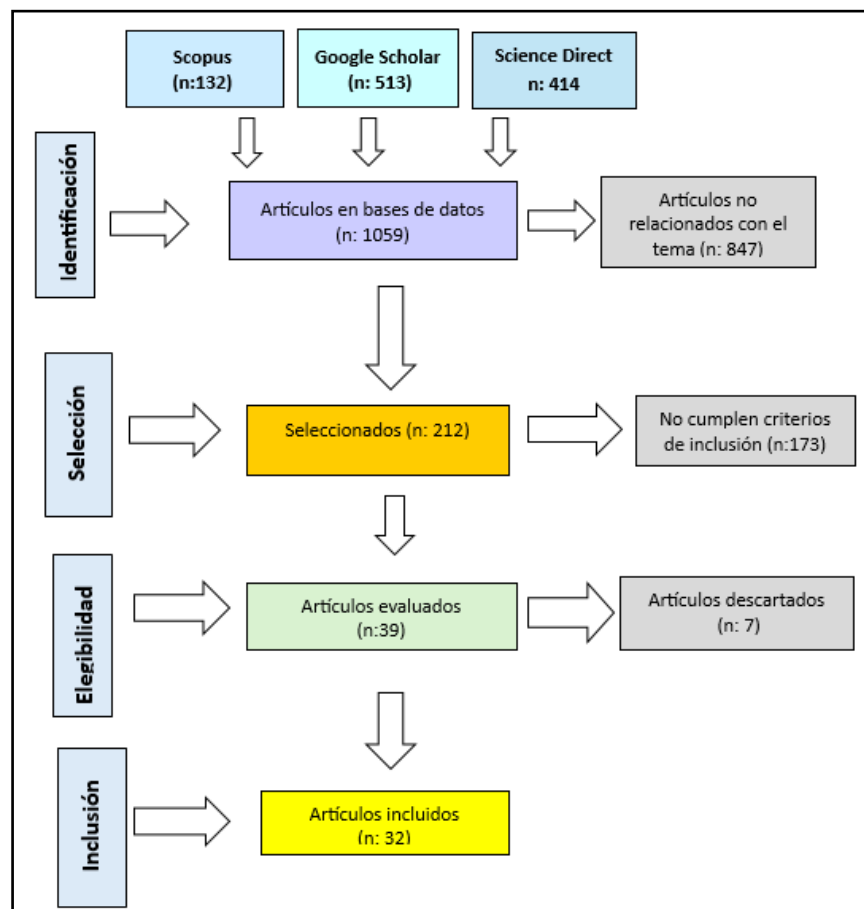 Scopus
(n:132)
Google Scholar
(n: 513)
Science Direct
n: 414
Identificación
Artículos en bases de datos
(n: 1059)
Artículos no
relacionados con el
tema (n: 847)
Selección
Seleccionados (n: 212)
No cumplen criterios
de inclusión (n:173)
Elegibilidad
Artículos evaluados
(n:39)
Artículos descartados
(n: 7)
Inclusión
Artículos incluidos
(n: 32)